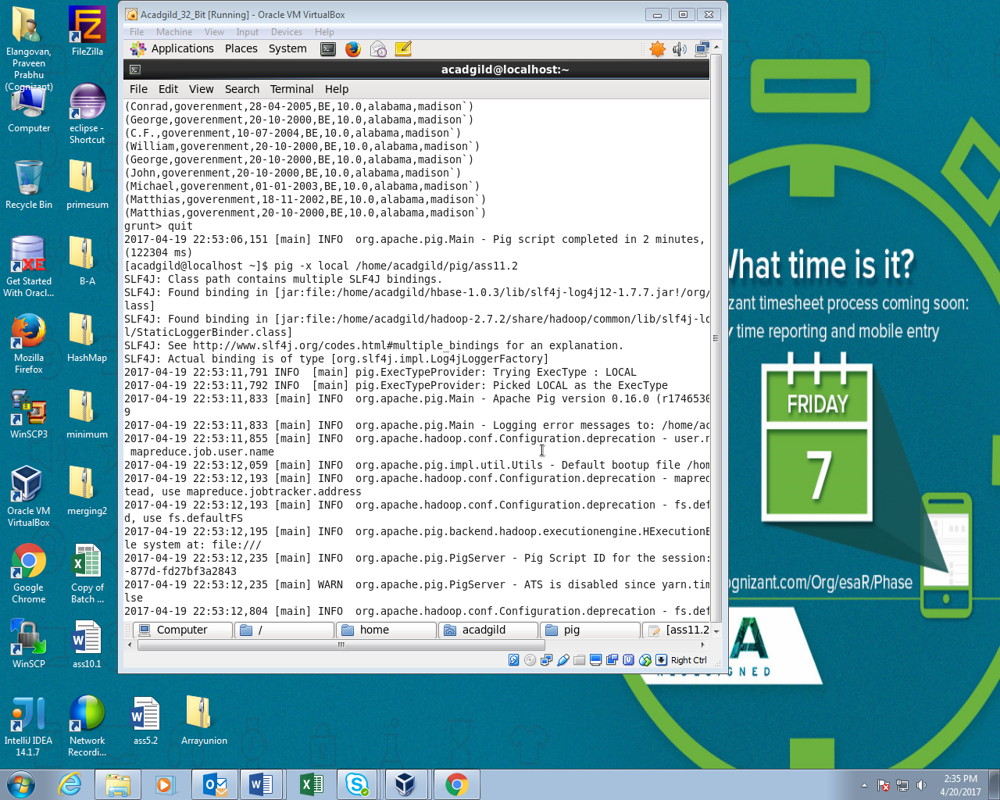 Acadgild_32_Bit [Running] - Oracle VM VirtualBox
File Machine View Input Devices Help
Applications Places System
acadgild@localhost:~
File Edit View Search Terminal Help
(Conrad,goverenment,28-04-2005,BE,10.0,alabama,madison`)
(George,goverenment,20-10-2000,BE,10.0,alabama,madison`)
(C.F.,goverenment,10-07-2004,BE,10.0,alabama,madison`)
(William,goverenment,20-10-2000,BE,10.0,alabama,madison`)
(George,goverenment,20-10-2000,BE,10.0,alabama,madison`)
(John,goverenment,20-10-2000,BE,10.0,alabama,madison`)
(Michael,goverenment,01-01-2003,BE,10.0,alabama,madison`)
(Matthias,goverenment,18-11-2002,BE,10.0,alabama,madison`)
(Matthias,goverenment,20-10-2000,BE,10.0,alabama,madison`)
grunt> quit
2017-04-19 22:53:06,151 [main] INFO  org.apache.pig.Main - Pig script completed in 2 minutes,
(122304 ms)
[acadgild@localhost ~]$ pig -x local /home/acadgild/pig/ass11.2
SLF4J: Class path contains multiple SLF4J bindings.
SLF4J: Found binding in [jar:file:/home/acadgild/hbase-1.0.3/lib/slf4j-log4j12-1.7.7.jar!/org/
lass]
SLF4J: Found binding in [jar:file:/home/acadgild/hadoop-2.7.2/share/hadoop/common/lib/slf4j-lo
l/StaticLoggerBinder.class]
SLF4J: See http://www.slf4j.org/codes.html#multiple_bindings for an explanation.
SLF4J: Actual binding is of type [org.slf4j.impl.Log4jLoggerFactory]
2017-04-19 22:53:11,791 INFO  [main] pig.ExecTypeProvider: Trying ExecType : LOCAL
2017-04-19 22:53:11,792 INFO  [main] pig.ExecTypeProvider: Picked LOCAL as the ExecType
2017-04-19 22:53:11,833 [main] INFO  org.apache.pig.Main - Apache Pig version 0.16.0 (r1746530
9
2017-04-19 22:53:11,833 [main] INFO  org.apache.pig.Main - Logging error messages to: /home/ac
2017-04-19 22:53:11,855 [main] INFO  org.apache.hadoop.conf.Configuration.deprecation - user.n
mapreduce.job.user.name
2017-04-19 22:53:12,059 [main] INFO  org.apache.pig.impl.util.Utils - Default bootup file /hom
2017-04-19 22:53:12,193 [main] INFO  org.apache.hadoop.conf.Configuration.deprecation - mapred
tead, use mapreduce.jobtracker.address
2017-04-19 22:53:12,193 [main] INFO  org.apache.hadoop.conf.Configuration.deprecation - fs.def
d, use fs.defaultFS
2017-04-19 22:53:12,195 [main] INFO  org.apache.pig.backend.hadoop.executionengine.HExecutionE
le system at: file:///
2017-04-19 22:53:12,235 [main] INFO  org.apache.pig.PigServer - Pig Script ID for the session:
-877d-fd27bf3a2843
2017-04-19 22:53:12,235 [main] WARN  org.apache.pig.PigServer - ATS is disabled since yarn.tim
lse
2017-04-19 22:53:12,804 [main] INFO  org.apache.hadoop.conf.Configuration.deprecation - fs.def
Computer / home acadgild pig [ass11.2
Right Ctrl
Elangovan,
Praveen
Prabhu
(Cognizant)
FileZilla
Computer
eclipse -
Shortcut
Recycle Bin
primesum
Get Started
With Oracl...
B-A
Mozilla
Firefox
HashMap
WinSCP3
minimum
Oracle VM
VirtualBox
merging2
Google
Chrome
Copy of
Batch ...
WinSCP
ass10.1
IntelliJ IDEA
14.1.7
Network
Recordi...
ass5.2
Arrayunion
What time is it?
zant timesheet process coming soon:
time reporting and mobile entry
FRIDAY
7
ognizant.com/Org/esaR/Phase
A
REDESIGNED
2:35 PM
4/20/2017